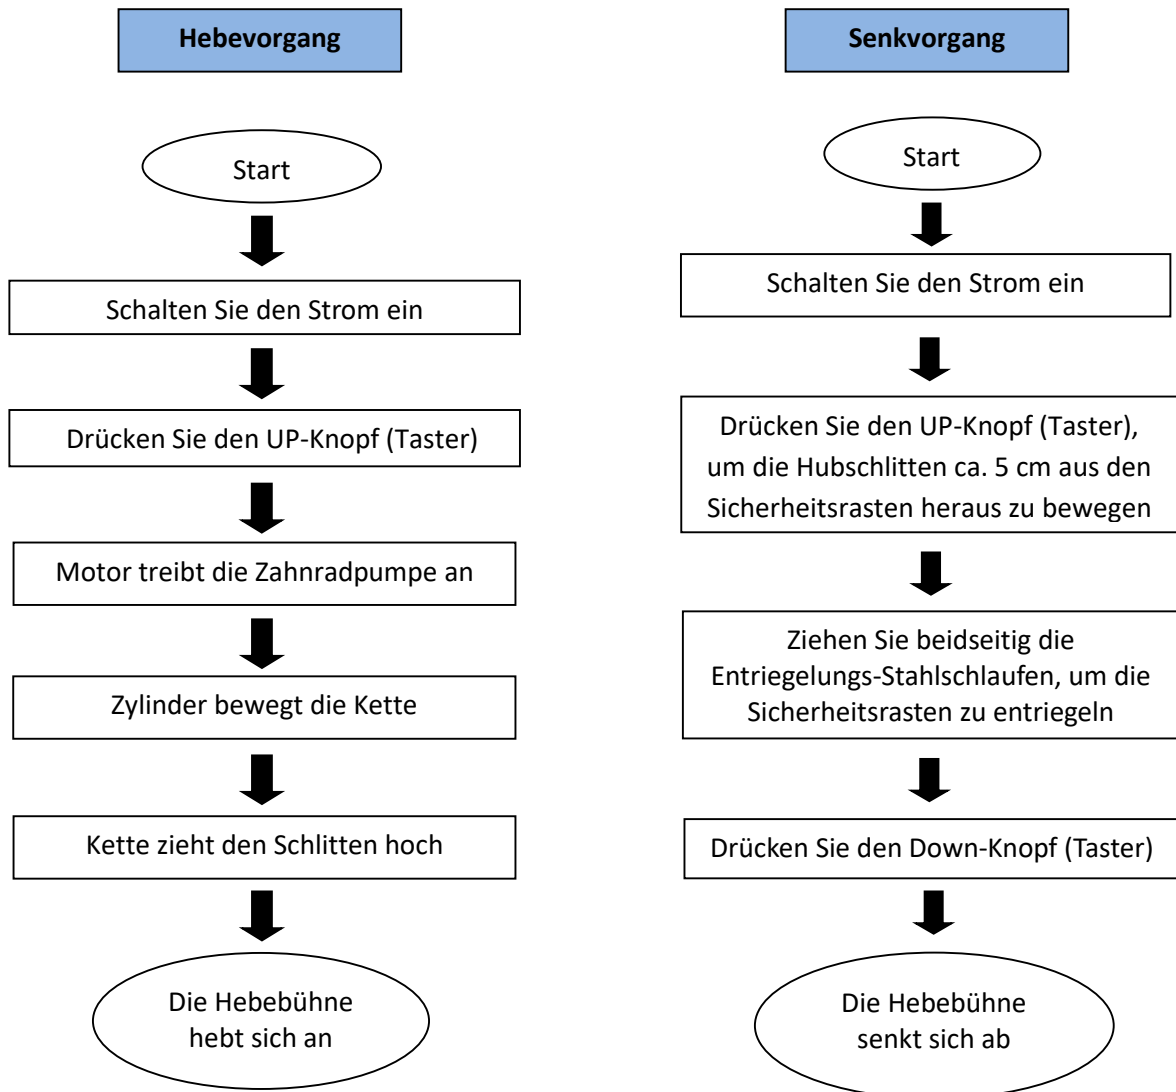 Hebevorgang
Start
Schalten Sie den Strom ein
Drücken Sie den UP-Knopf (Taster)
Motor treibt die Zahnradpumpe an
Zylinder bewegt die Kette
Kette zieht den Schlitten hoch
Die Hebebühne
hebt sich an
Senkvorgang
Start
Schalten Sie den Strom ein
Drücken Sie den UP-Knopf (Taster),
um die Hubschlitten ca. 5 cm aus den
Sicherheitsrasten heraus zu bewegen
Ziehen Sie beidseitig die
Entriegelungs-Stahlschlaufen, um die
Sicherheitsrasten zu entriegeln
Drücken Sie den Down-Knopf (Taster)
Die Hebebühne
senkt sich ab